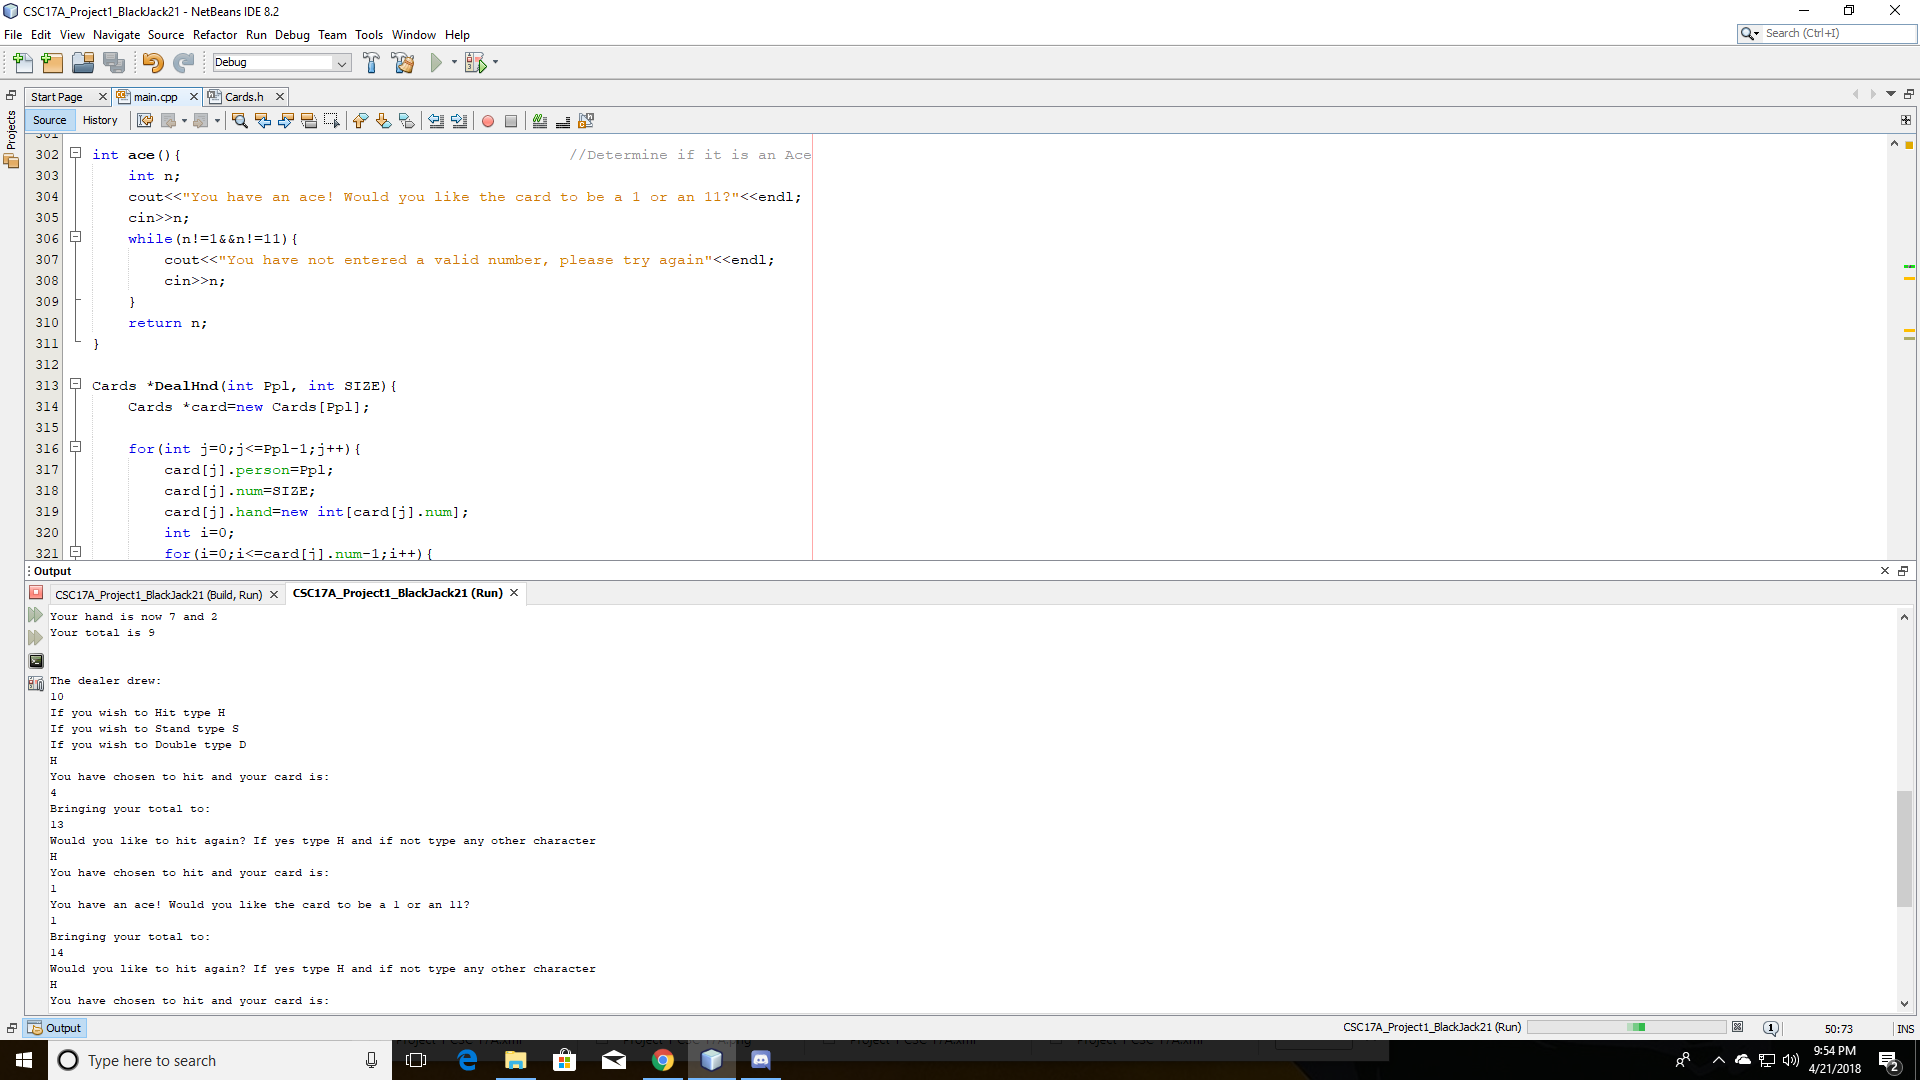 CSC17A_Project1_BlackJack21 - NetBeans IDE 8.2
File Edit View Navigate Source Refactor Run Debug Team Tools Window Help
Search (Ctrl+I)
Debug
Start Page main.cpp Cards.h
Projects
Source History
301
302 int ace(){ //Determine if it is an Ace
303 int n;
304 cout<<"You have an ace! Would you like the card to be a 1 or an 11?"<<endl;
305 cin>>n;
306 while(n!=1&&n!=11){
307 cout<<"You have not entered a valid number, please try again"<<endl;
308 cin>>n;
309 }
310 return n;
311 }
312
313 Cards *DealHnd(int Ppl, int SIZE){
314 Cards *card=new Cards[Ppl];
315
316 for(int j=0;j<=Ppl-1;j++){
317 card[j].person=Ppl;
318 card[j].num=SIZE;
319 card[j].hand=new int[card[j].num];
320 int i=0;
321 for(i=0;i<=card[j].num-1;i++){
Output
CSC17A_Project1_BlackJack21 (Build, Run) CSC17A_Project1_BlackJack21 (Run)
Your hand is now 7 and 2
Your total is 9
The dealer drew:
10
If you wish to Hit type H
If you wish to Stand type S
If you wish to Double type D
H
You have chosen to hit and your card is:
4
Bringing your total to:
13
Would you like to hit again? If yes type H and if not type any other character
H
You have chosen to hit and your card is:
1
You have an ace! Would you like the card to be a 1 or an 11?
1
Bringing your total to:
14
Would you like to hit again? If yes type H and if not type any other character
H
You have chosen to hit and your card is:
Output
CSC17A_Project1_BlackJack21 (Run) 1 50:73 INS
Type here to search
9:54 PM
4/21/2018
2